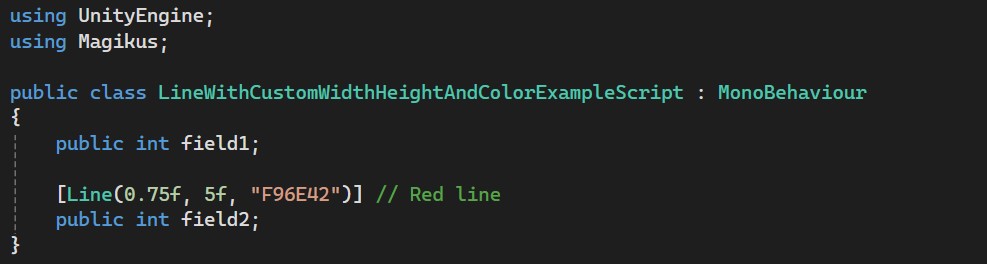 using UnityEngine;
using Magikus;
public class LineWithCustomWidthHeightAndColorExampleScript : MonoBehaviour
{
public int field1;
[Line(0.75f, 5f, "F96E42")] // Red line
public int field2;
}